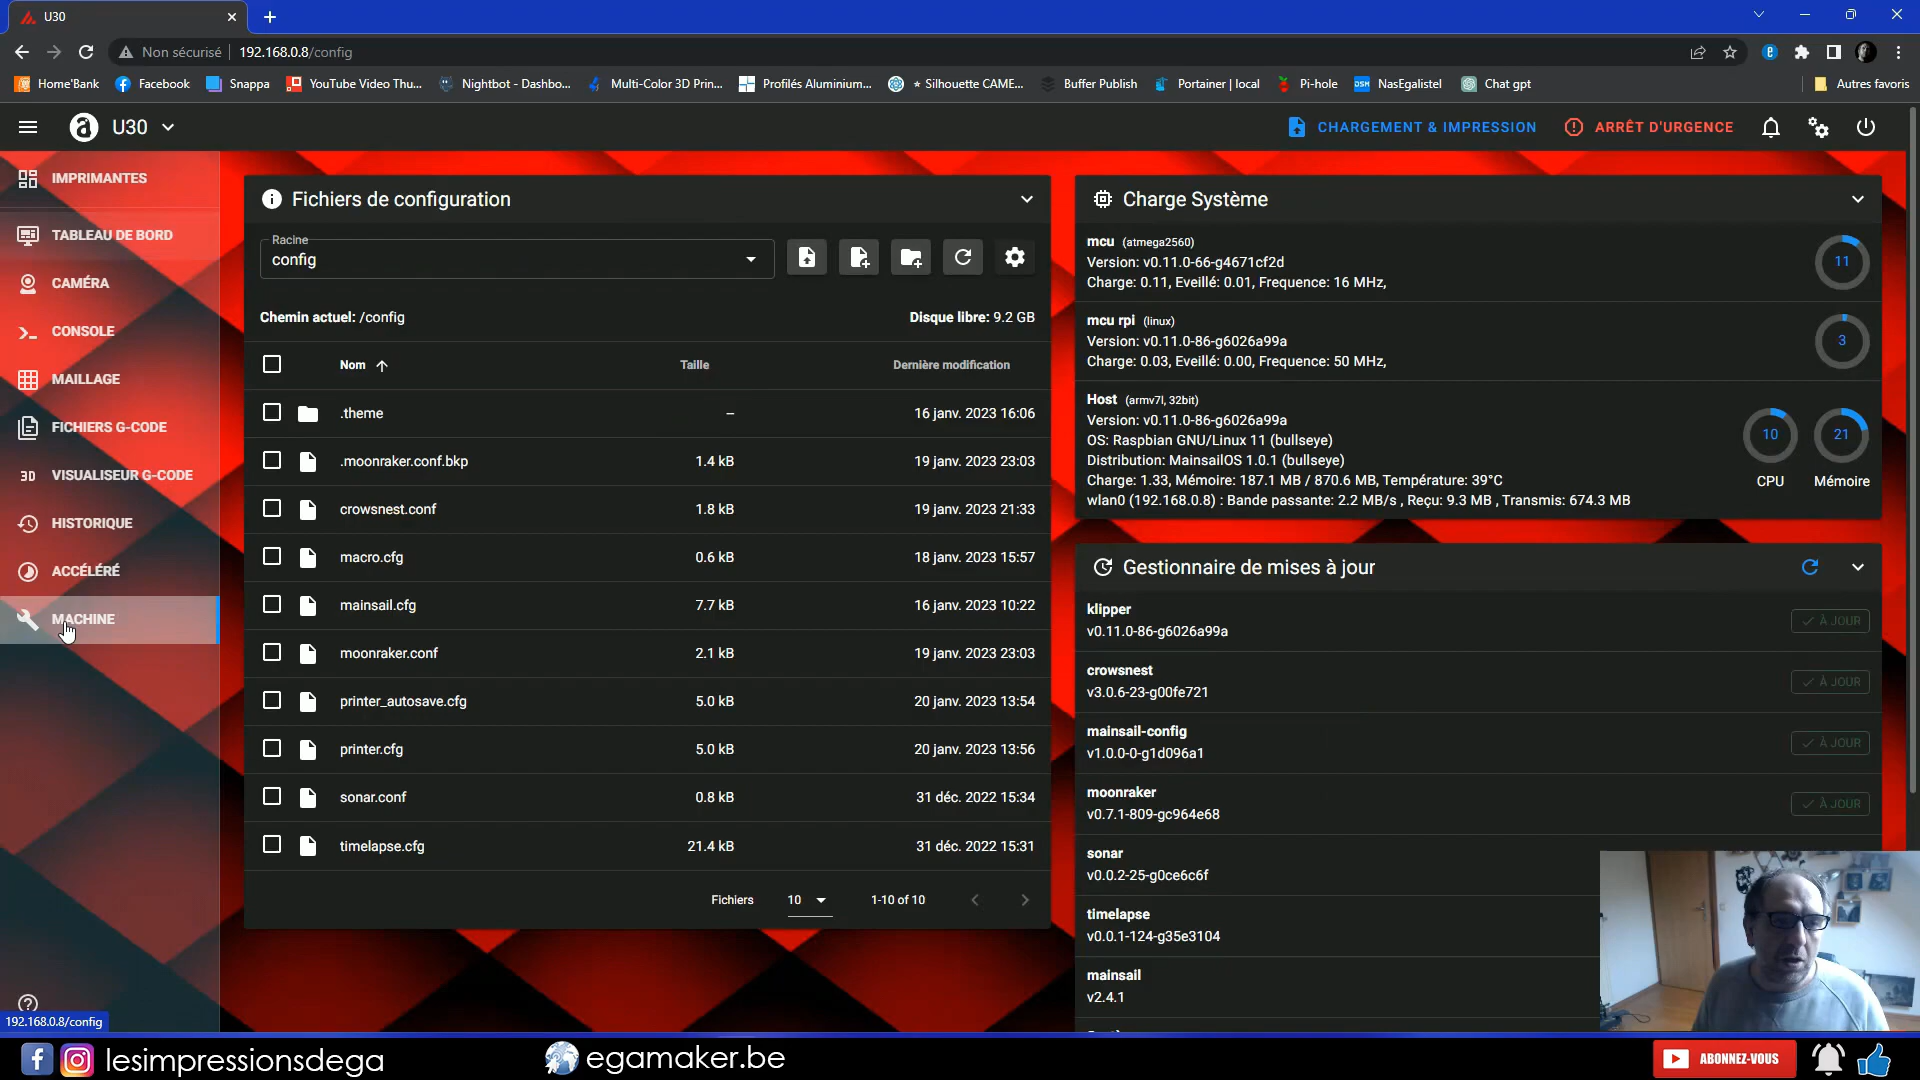 U30
Non sécurisé
192.168.0.8/config
Home'Bank
Facebook
Snappa
YouTube Video Thu...
Nightbot - Dashbo...
Multi-Color 3D Prin...
Profilés Aluminium...
⋆ Silhouette CAME...
Buffer Publish
Portainer | local
Pi-hole
NasEgalistel
Chat gpt
Autres favoris
U30
CHARGEMENT & IMPRESSION
ARRÊT D'URGENCE
IMPRIMANTES
TABLEAU DE BORD
CAMÉRA
CONSOLE
MAILLAGE
FICHIERS G-CODE
3D VISUALISEUR G-CODE
HISTORIQUE
ACCÉLÉRÉ
MACHINE
192.168.0.8/config
Fichiers de configuration
Racine
config
Chemin actuel: /config
Disque libre: 9.2 GB
Nom
Taille
Dernière modification
.theme
–
16 janv. 2023 16:06
.moonraker.conf.bkp
1.4 kB
19 janv. 2023 23:03
crowsnest.conf
1.8 kB
19 janv. 2023 21:33
macro.cfg
0.6 kB
18 janv. 2023 15:57
mainsail.cfg
7.7 kB
16 janv. 2023 10:22
moonraker.conf
2.1 kB
19 janv. 2023 23:03
printer_autosave.cfg
5.0 kB
20 janv. 2023 13:54
printer.cfg
5.0 kB
20 janv. 2023 13:56
sonar.conf
0.8 kB
31 déc. 2022 15:34
timelapse.cfg
21.4 kB
31 déc. 2022 15:31
Fichiers
10
1-10 of 10
Charge Système
mcu (atmega2560)
Version: v0.11.0-66-g4671cf2d
Charge: 0.11, Eveillé: 0.01, Frequence: 16 MHz,
11
mcu rpi (linux)
Version: v0.11.0-86-g6026a99a
Charge: 0.03, Eveillé: 0.00, Frequence: 50 MHz,
3
Host (armv7l, 32bit)
Version: v0.11.0-86-g6026a99a
OS: Raspbian GNU/Linux 11 (bullseye)
Distribution: MainsailOS 1.0.1 (bullseye)
Charge: 1.33, Mémoire: 187.1 MB / 870.6 MB, Température: 39°C
wlan0 (192.168.0.8) : Bande passante: 2.2 MB/s , Reçu: 9.3 MB , Transmis: 674.3 MB
10
CPU
21
Mémoire
Gestionnaire de mises à jour
klipper
v0.11.0-86-g6026a99a
À JOUR
crowsnest
v3.0.6-23-g00fe721
À JOUR
mainsail-config
v1.0.0-0-g1d096a1
À JOUR
moonraker
v0.7.1-809-gc964e68
À JOUR
sonar
v0.0.2-25-g0ce6c6f
timelapse
v0.0.1-124-g35e3104
mainsail
v2.4.1
lesimpressionsdega
egamaker.be
ABONNEZ-VOUS